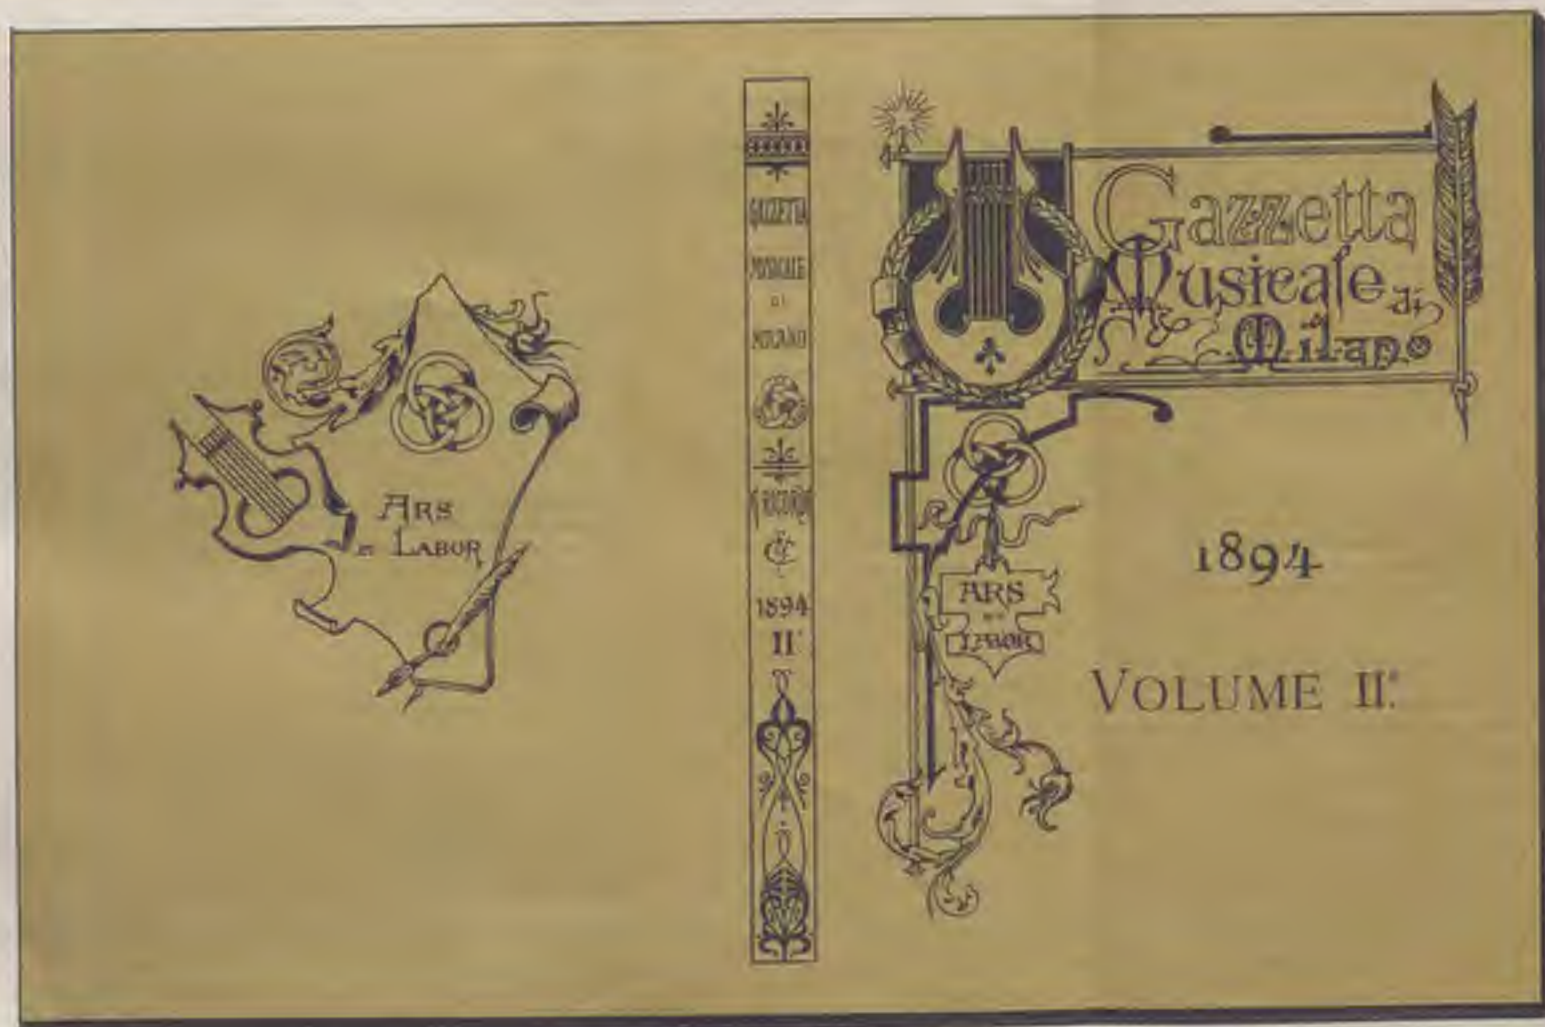 ARS
ET LABOR
GAZZETTA
MUSICALE
DI
MILANO
G. RICORDI
& C.
1894
II.º
Gazzetta
Musicale di
Milano
ARS
ET
LABOR
1894
VOLUME II.º